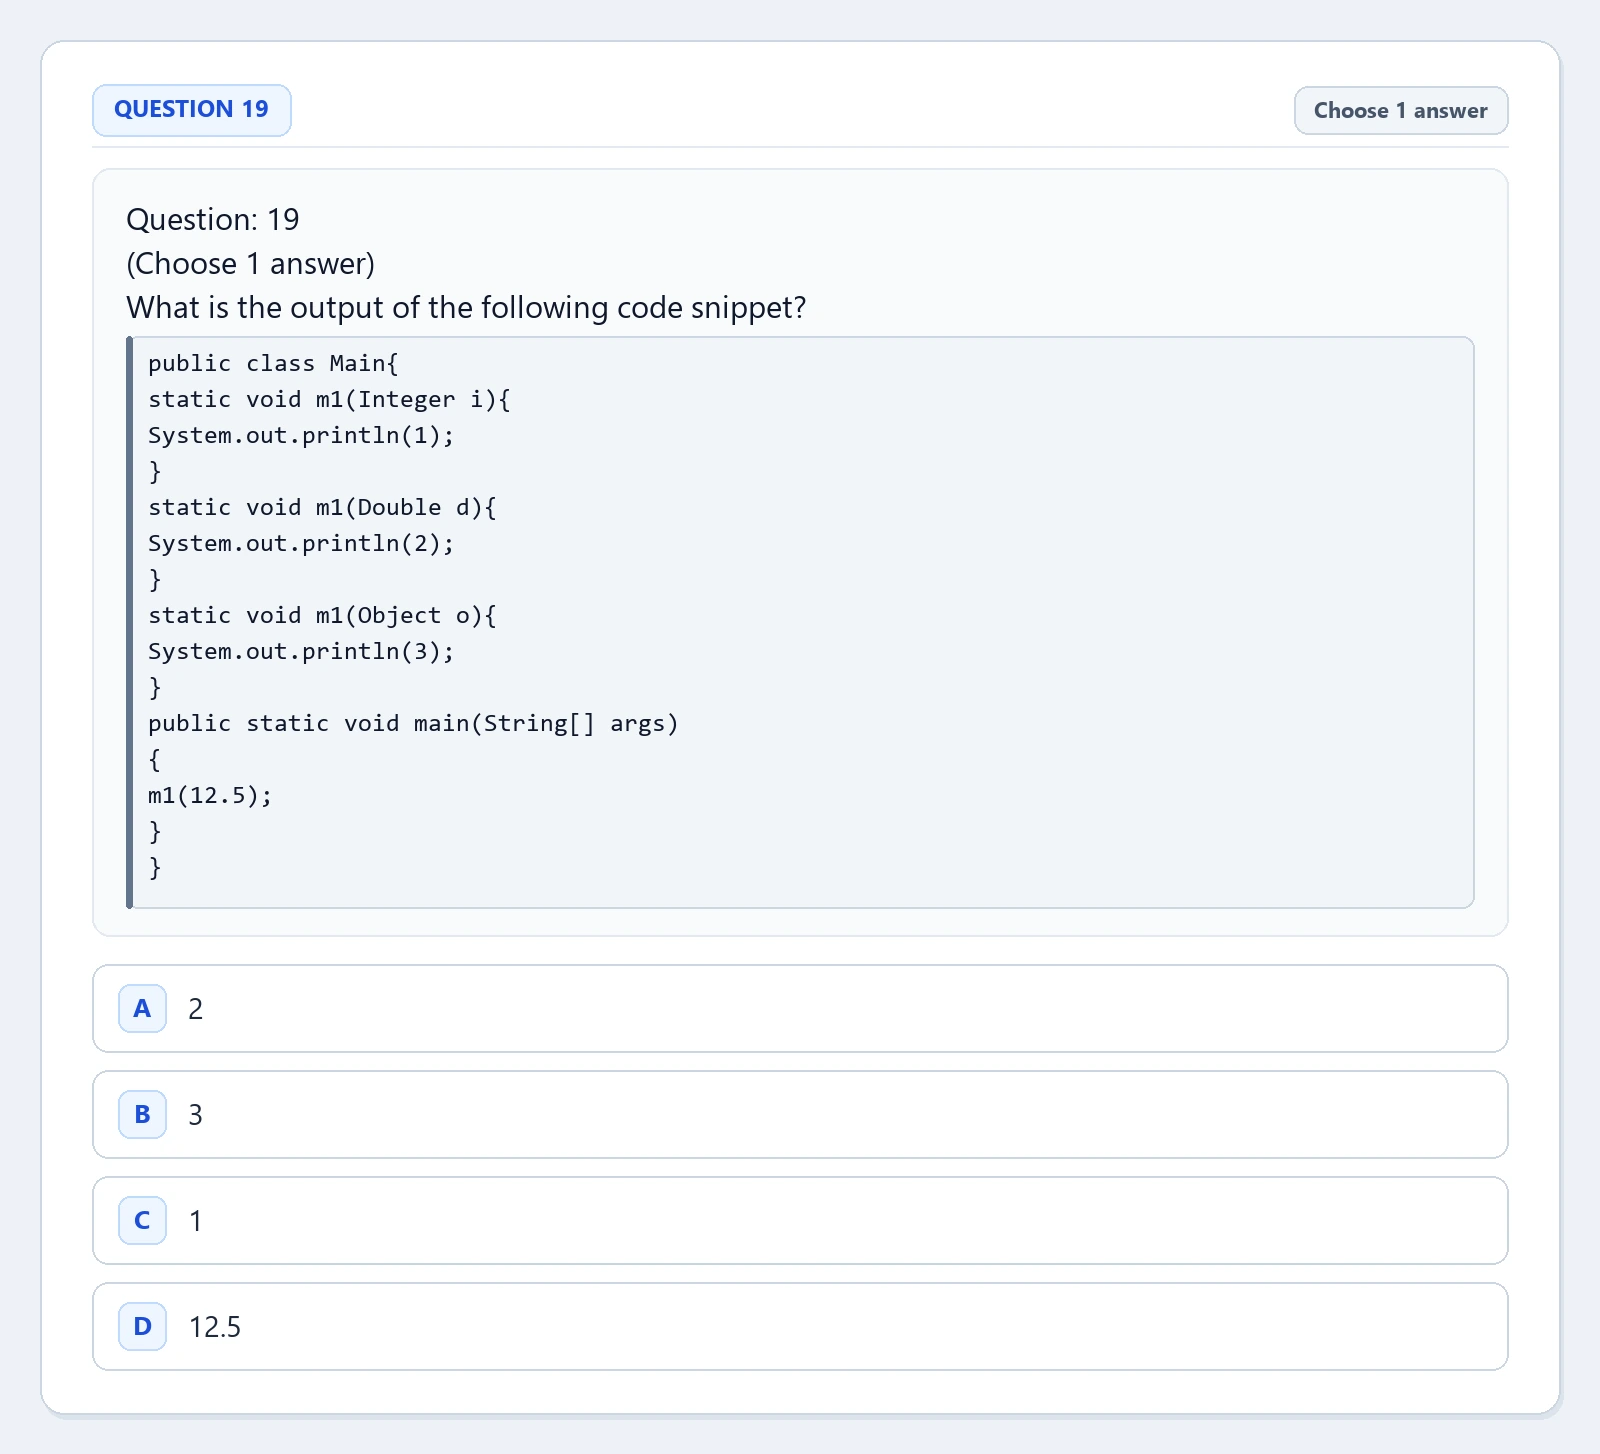 QUESTION 19
Choose 1 answer
Question: 19
(Choose 1 answer)
What is the output of the following code snippet?
public class Main{
static void m1(Integer i){
System.out.println(1);
}
static void m1(Double d){
System.out.println(2);
}
static void m1(Object o){
System.out.println(3);
}
public static void main(String[] args)
{
m1(12.5);
}
}
A 2
B 3
C 1
D 12.5